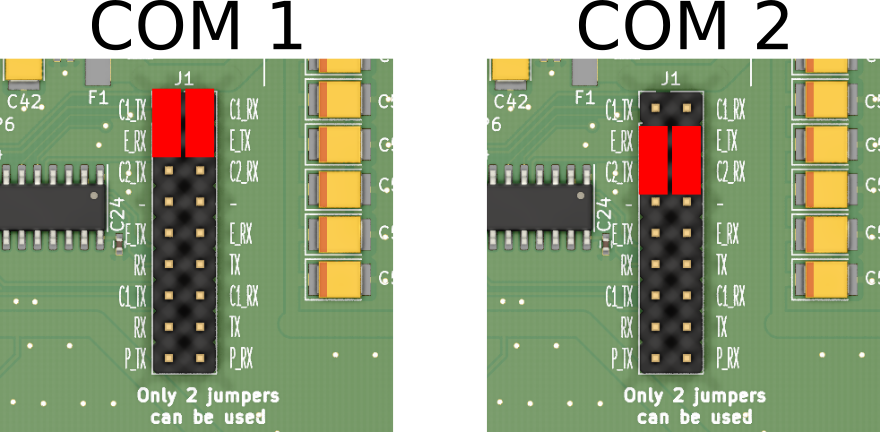 COM 1
COM 2
J1
C42
F1
P6
C1_TX C1_RX
E_RX E_TX
C2_TX C2_RX
- -
E_TX E_RX
RX TX
C1_TX C1_RX
RX TX
P_TX P_RX
C24
Only 2 jumpers
can be used
J1
C42
F1
P6
C1_TX C1_RX
E_RX E_TX
C2_TX C2_RX
- -
E_TX E_RX
RX TX
C1_TX C1_RX
RX TX
P_TX P_RX
C24
Only 2 jumpers
can be used